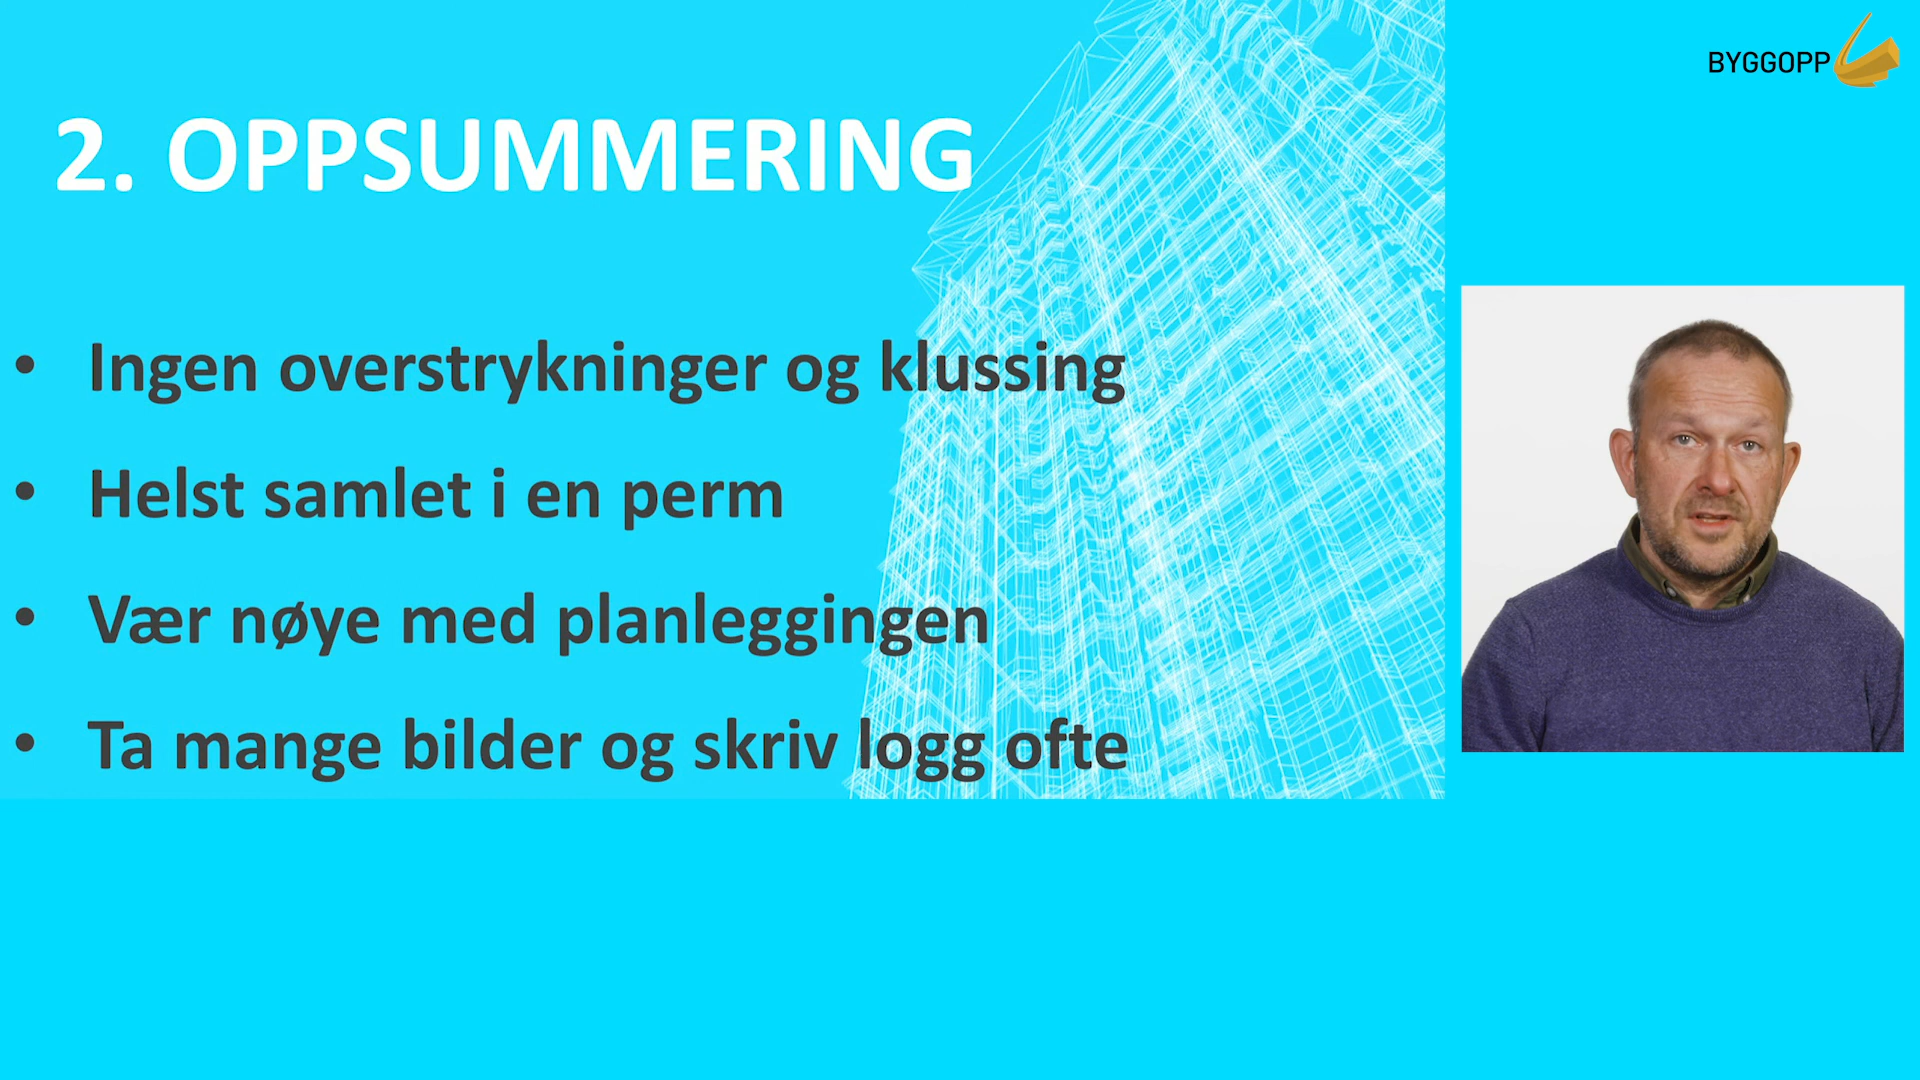 BYGGOPP
2. OPPSUMMERING
• Ingen overstrykninger og klussing
• Helst samlet i en perm
• Vær nøye med planleggingen
• Ta mange bilder og skriv logg ofte